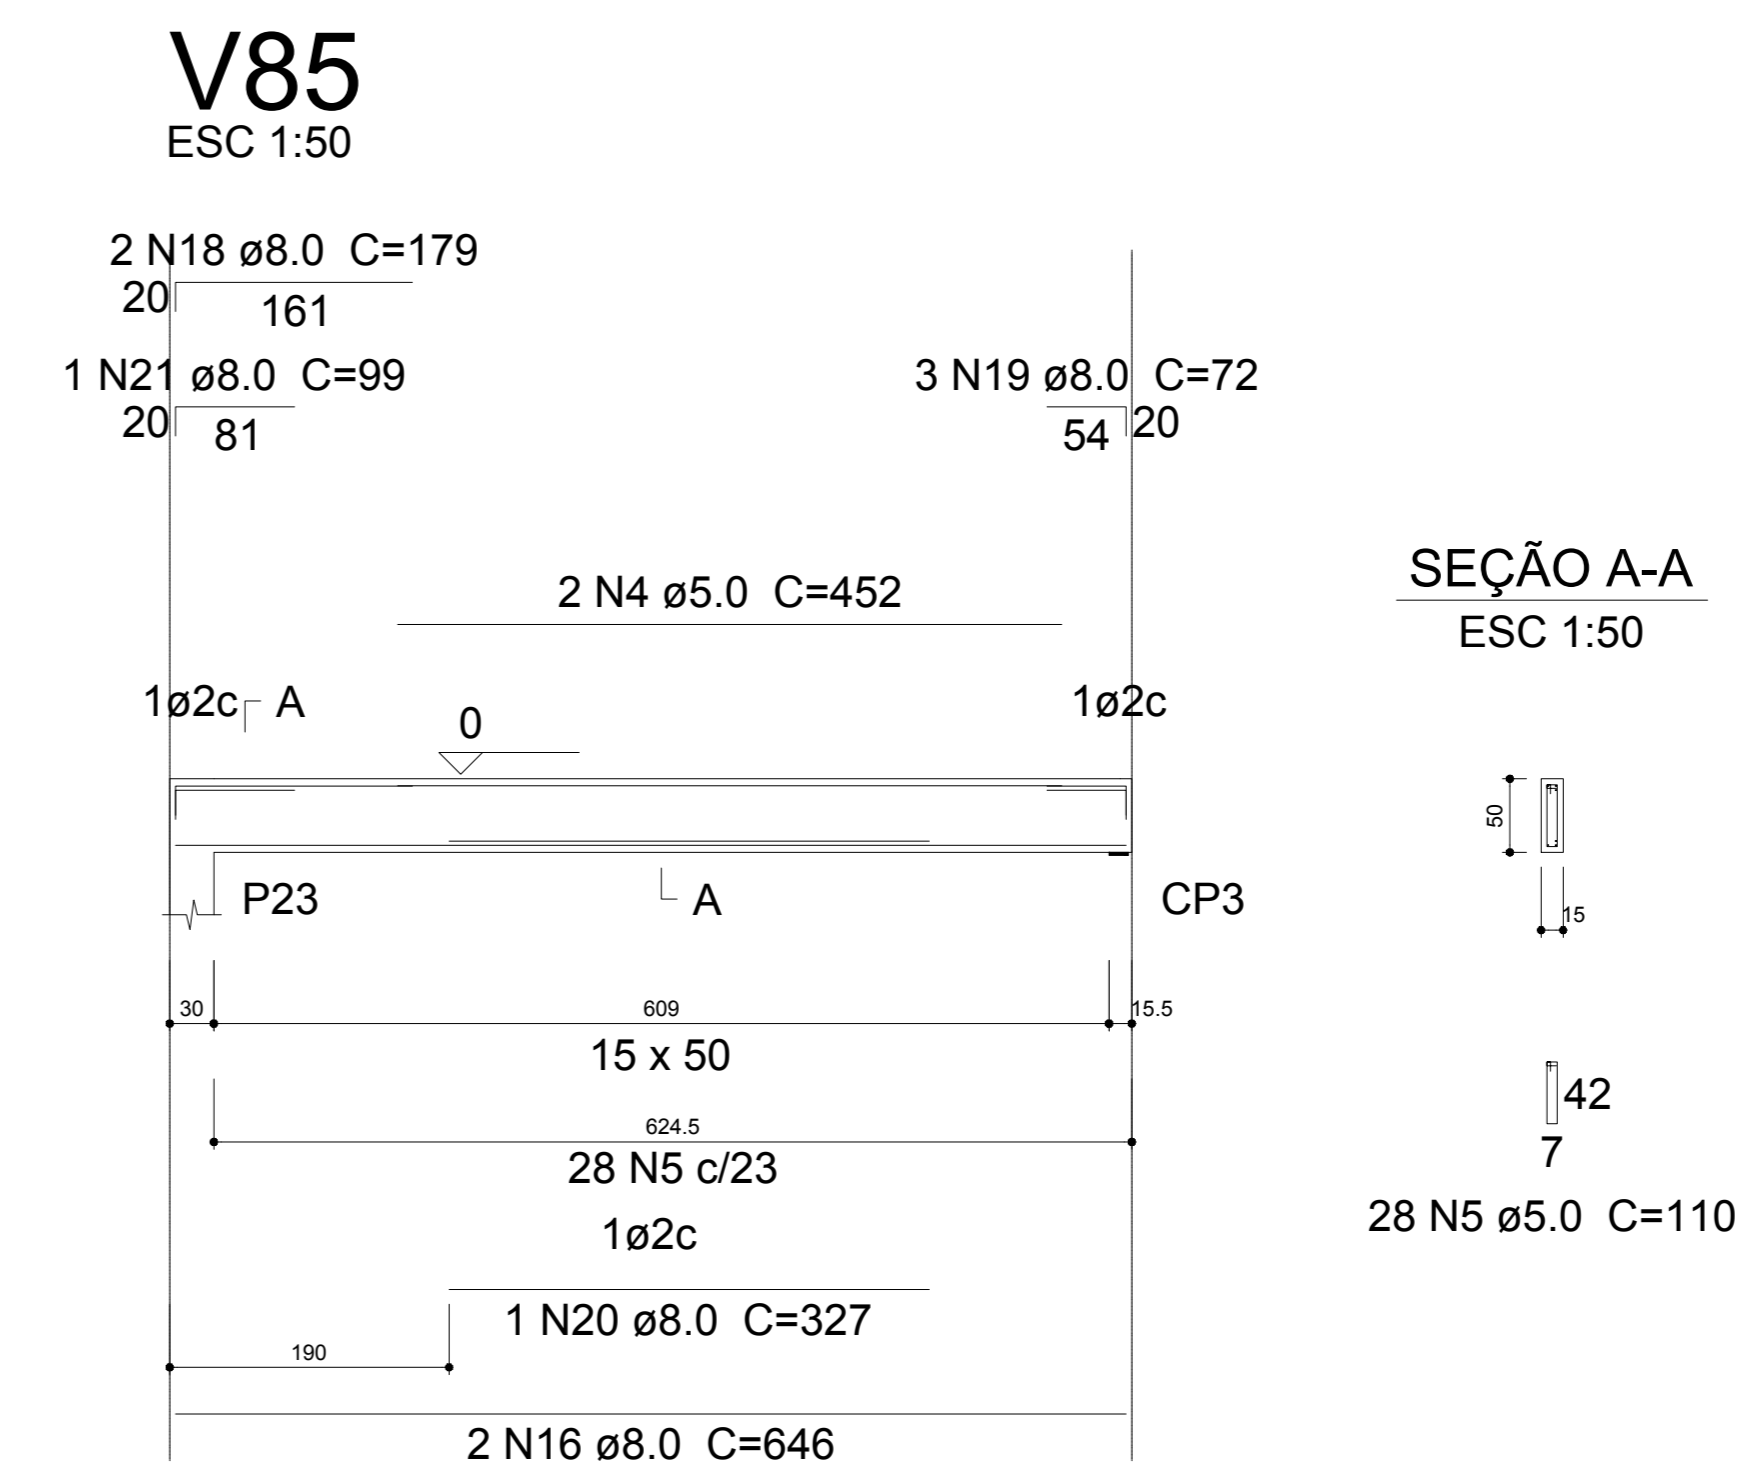 V85
ESC 1:50
2 N18 ø8.0 C=179
20
161
1 N21 ø8.0 C=99
20
81
3 N19 ø8.0 C=72
54
20
2 N4 ø5.0 C=452
1ø2c
A
0
1ø2c
A
P23
CP3
30
609
15.5
15 x 50
624.5
28 N5 c/23
1ø2c
1 N20 ø8.0 C=327
190
2 N16 ø8.0 C=646
SEÇÃO A-A
ESC 1:50
50
15
42
7
28 N5 ø5.0 C=110